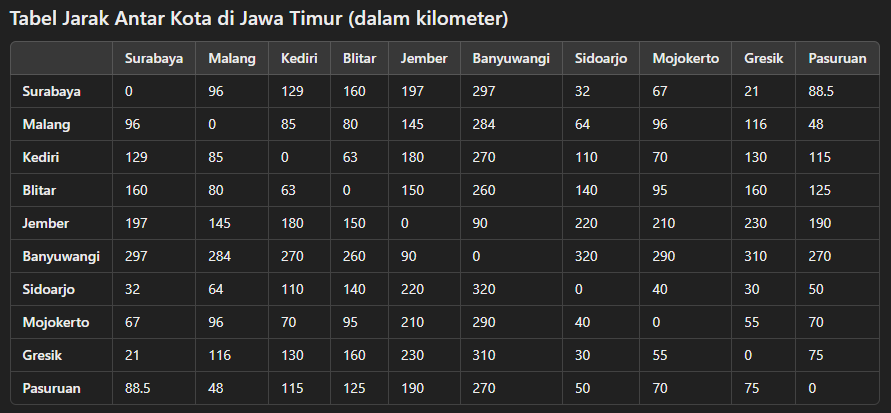 Tabel Jarak Antar Kota di Jawa Timur (dalam kilometer)
Surabaya Malang Kediri Blitar Jember Banyuwangi Sidoarjo Mojokerto Gresik Pasuruan
Surabaya 0 96 129 160 197 297 32 67 21 88.5
Malang 96 0 85 80 145 284 64 96 116 48
Kediri 129 85 0 63 180 270 110 70 130 115
Blitar 160 80 63 0 150 260 140 95 160 125
Jember 197 145 180 150 0 90 220 210 230 190
Banyuwangi 297 284 270 260 90 0 320 290 310 270
Sidoarjo 32 64 110 140 220 320 0 40 30 50
Mojokerto 67 96 70 95 210 290 40 0 55 70
Gresik 21 116 130 160 230 310 30 55 0 75
Pasuruan 88.5 48 115 125 190 270 50 70 75 0